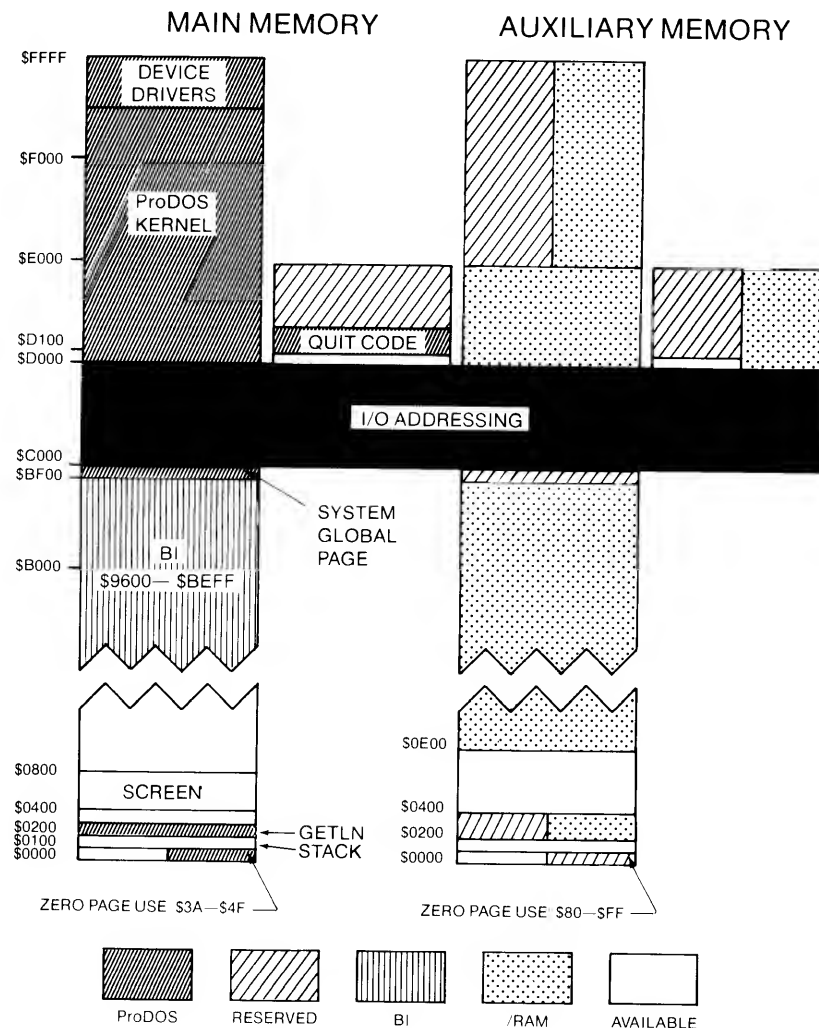 MAIN MEMORY
AUXILIARY MEMORY
$FFFF
DEVICE
DRIVERS
$F000
ProDOS
KERNEL
$E000
$D100
QUIT CODE
$D000
I/O ADDRESSING
$C000
$BF00
SYSTEM
GLOBAL
PAGE
BI
$B000
$9600— $BEFF
$0E00
$0800
SCREEN
$0400
$0400
$0200
GETLN
$0200
$0100
STACK
$0000
$0000
ZERO PAGE USE $3A—$4F
ZERO PAGE USE $80—$FF
ProDOS
RESERVED
BI
/RAM
AVAILABLE